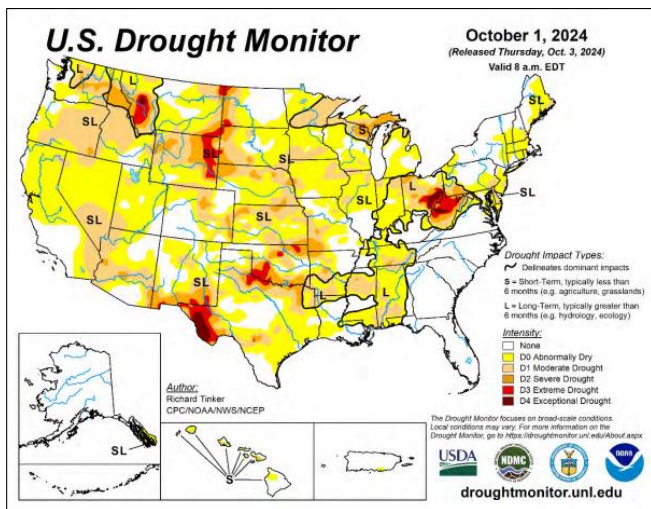 U.S. Drought Monitor
October 1, 2024
(Released Thursday, Oct. 3, 2024)
Valid 8 a.m. EDT
L
L
SL
SL
SL
S
SL
SL
L
SL
SL
SL
SL
SL
L
L
SL
S
Drought Impact Types:
Delineates dominant impacts
S = Short-Term, typically less than
6 months (e.g. agriculture, grasslands)
L = Long-Term, typically greater than
6 months (e.g. hydrology, ecology)
Intensity:
None
D0 Abnormally Dry
D1 Moderate Drought
D2 Severe Drought
D3 Extreme Drought
D4 Exceptional Drought
Author:
Richard Tinker
CPC/NOAA/NWS/NCEP
The Drought Monitor focuses on broad-scale conditions.
Local conditions may vary. For more information on the
Drought Monitor, go to https://droughtmonitor.unl.edu/About.aspx
USDA
NDMC
NOAA
droughtmonitor.unl.edu